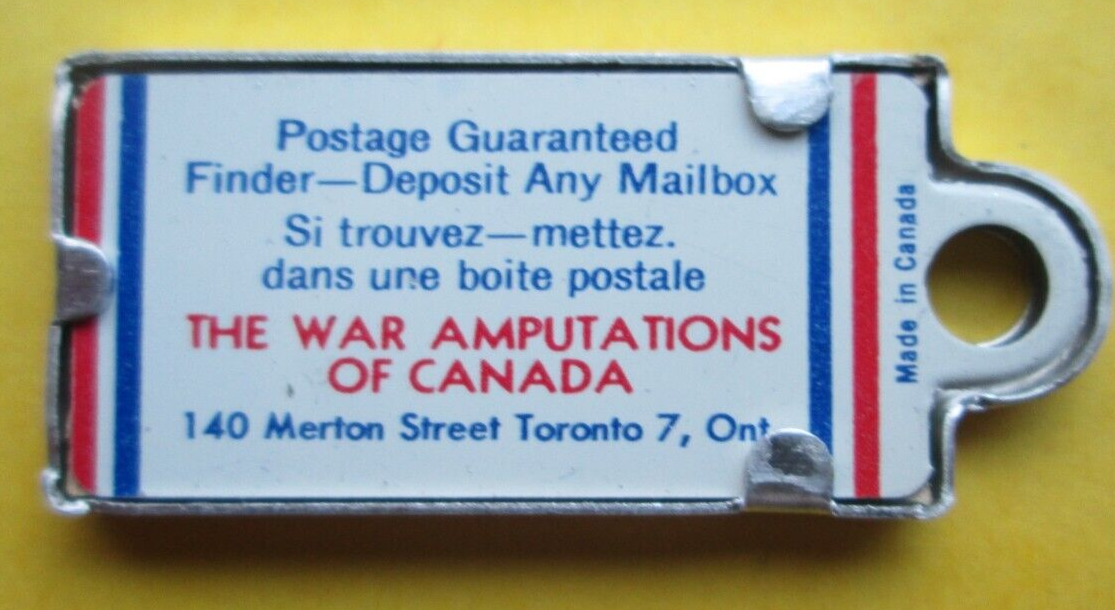 Postage Guaranteed
Finder—Deposit Any Mailbox
Si trouvez—mettez.
dans une boite postale
THE WAR AMPUTATIONS
OF CANADA
140 Merton Street Toronto 7, Ont
Made in Canada